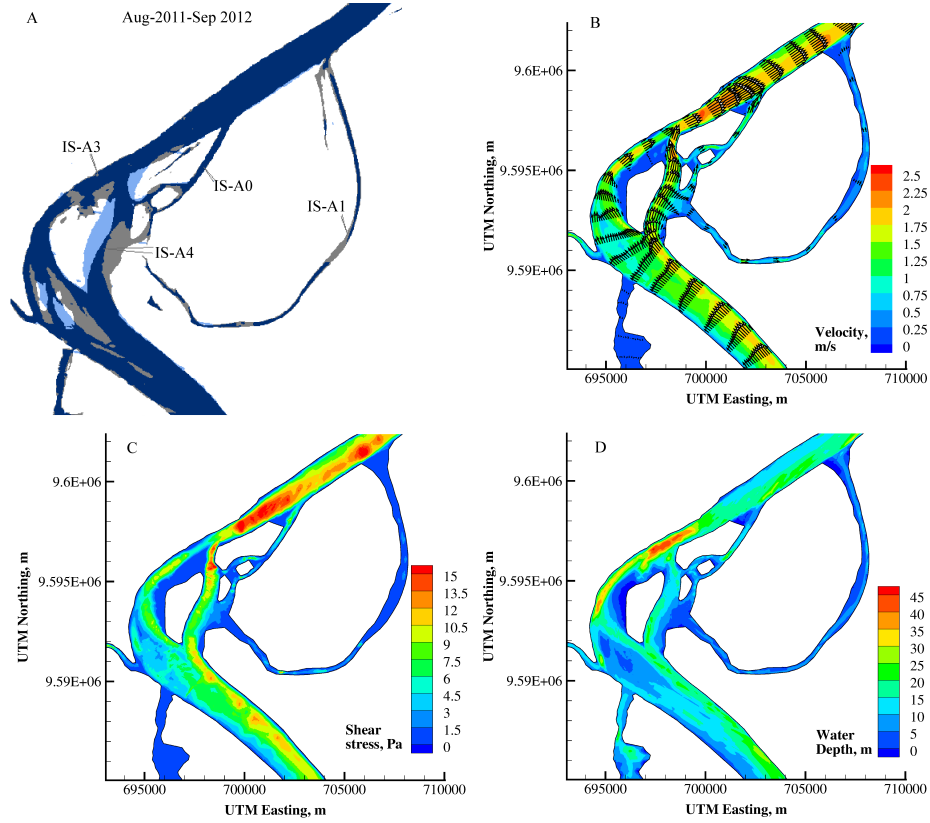 A
Aug-2011-Sep 2012
IS-A3
IS-A0
IS-A1
IS-A4
B
9.6E+06
9.595E+06
9.59E+06
UTM Northing, m
695000
700000
705000
710000
UTM Easting, m
2.5
2
1.75
1.25
1
0.75
0.5
0.25
0
Velocity,
m/s
C
9.6E+06
9.595E+06
9.59E+06
UTM Northing, m
695000
700000
705000
710000
UTM Easting, m
15
13.5
12
10.5
9
7.5
6
4.5
3
1.5
0
Shear
stress, Pa
D
9.6E+06
9.595E+06
9.59E+06
UTM Northing, m
695000
700000
705000
710000
UTM Easting, m
45
40
35
30
25
20
15
10
5
0
Water
Depth, m